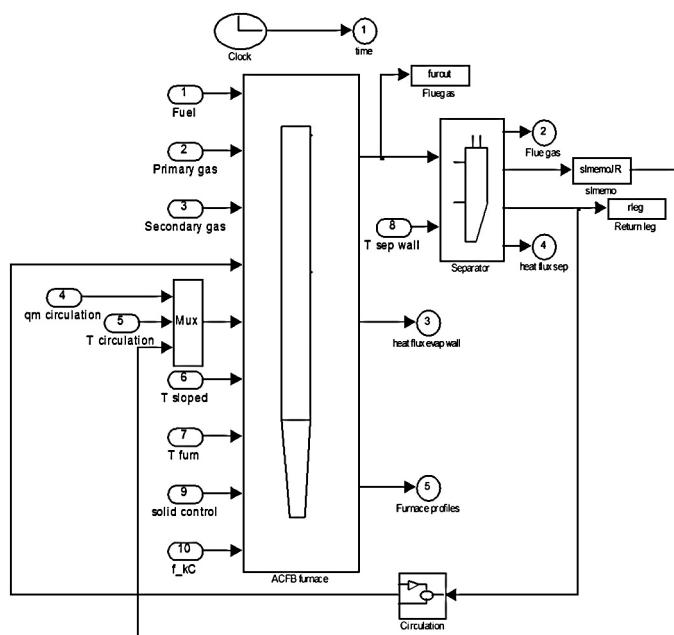 Clock
1
time
furout
Fluegas
1
Fuel
2
Primary gas
3
Secondary gas
2
Flue gas
slmemoJR
slmemo
rleg
Return leg
8
T sep wall
4
heat flux sep
Separator
4
qm circulation
5
T circulation
Mux
3
heat flux evap wall
6
T sloped
7
T furn
9
solid control
5
Furnace profiles
10
f_kC
ACFB furnace
Circulation